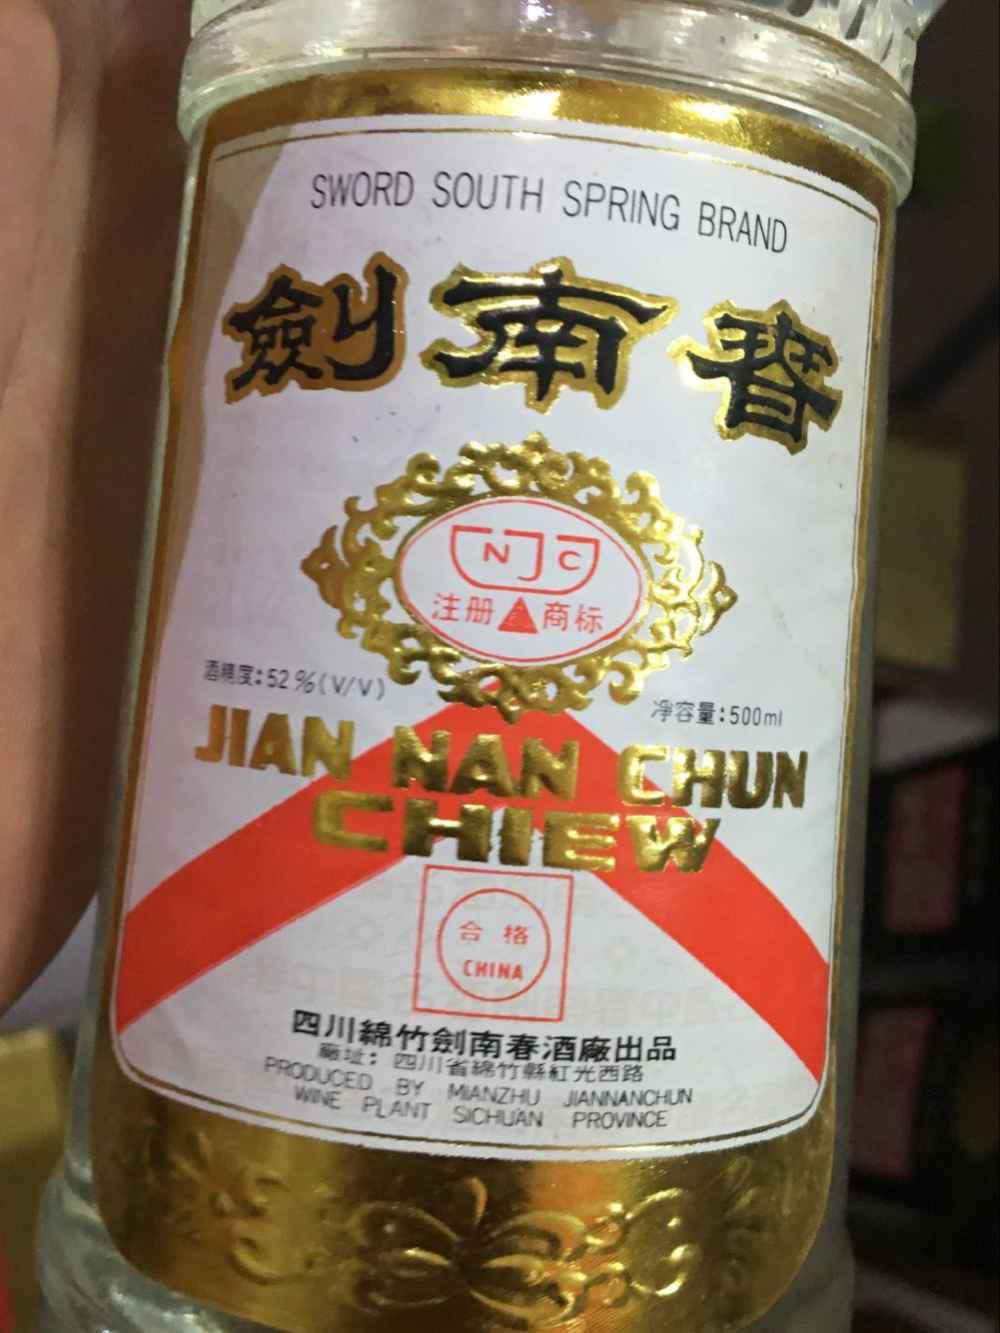 SWORD SOUTH SPRING BRAND
劍南春
NJC
注册 商标
酒精度:52%(V/V)
净容量:500ml
JIAN NAN CHUN
CHIEW
合格
CHINA
四川綿竹劍南春酒廠出品
廠址:四川省綿竹縣紅光西路
PRODUCED BY MIANZHU JIANNANCHUN
WINE PLANT SICHUAN PROVINCE